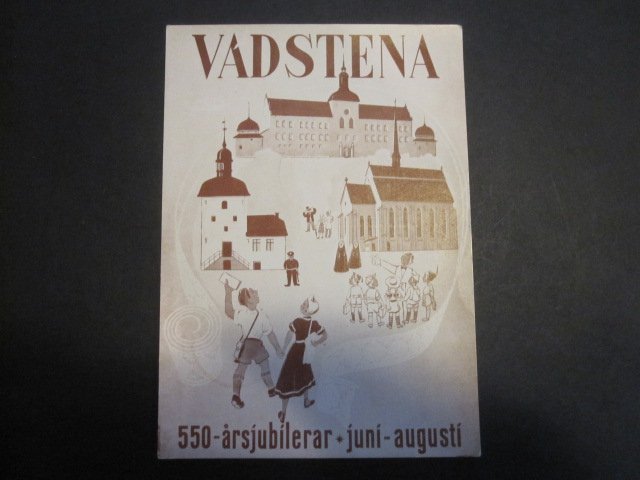 VADSTENA
550-årsjubilerar • juni-augusti